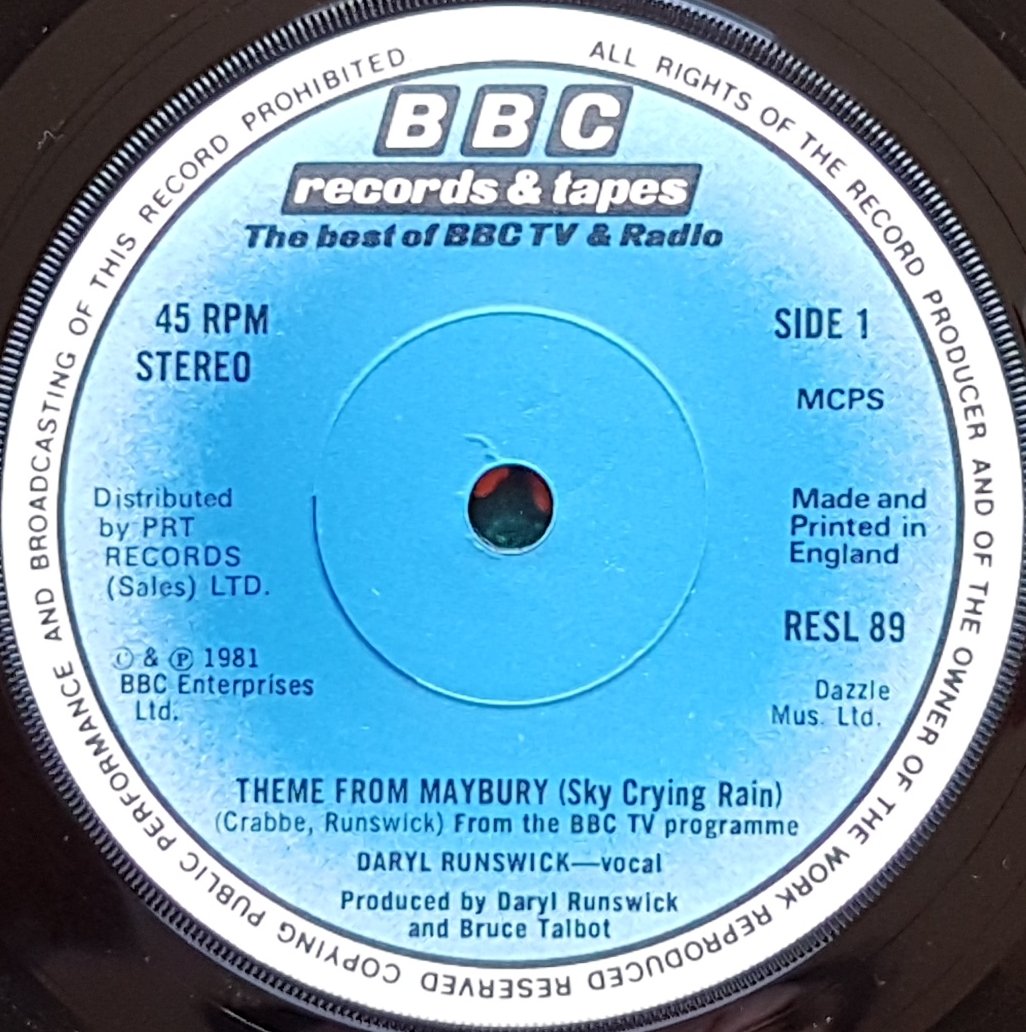 ALL RIGHTS OF THE RECORD PRODUCER AND OF THE OWNER OF THE WORK REPRODUCED RESERVED COPYING PUBLIC PERFORMANCE AND BROADCASTING OF THIS RECORD PROHIBITED
BBC
records & tapes
The best of BBC TV & Radio
45 RPM
STEREO
SIDE 1
MCPS
Distributed
by PRT
RECORDS
(Sales) LTD.
Made and
Printed in
England
RESL 89
© & ℗ 1981
BBC Enterprises
Ltd.
Dazzle
Mus. Ltd.
THEME FROM MAYBURY (Sky Crying Rain)
(Crabbe, Runswick) From the BBC TV programme
DARYL RUNSWICK—vocal
Produced by Daryl Runswick
and Bruce Talbot